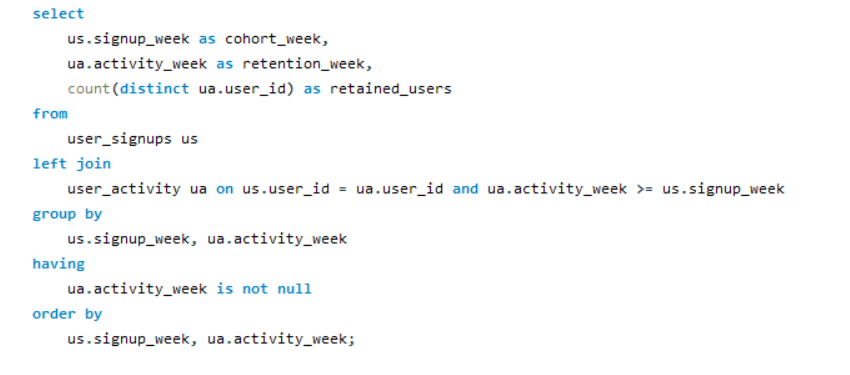 select
us.signup_week as cohort_week,
ua.activity_week as retention_week,
count(distinct ua.user_id) as retained_users
from
user_signups us
left join
user_activity ua on us.user_id = ua.user_id and ua.activity_week >= us.signup_week
group by
us.signup_week, ua.activity_week
having
ua.activity_week is not null
order by
us.signup_week, ua.activity_week;